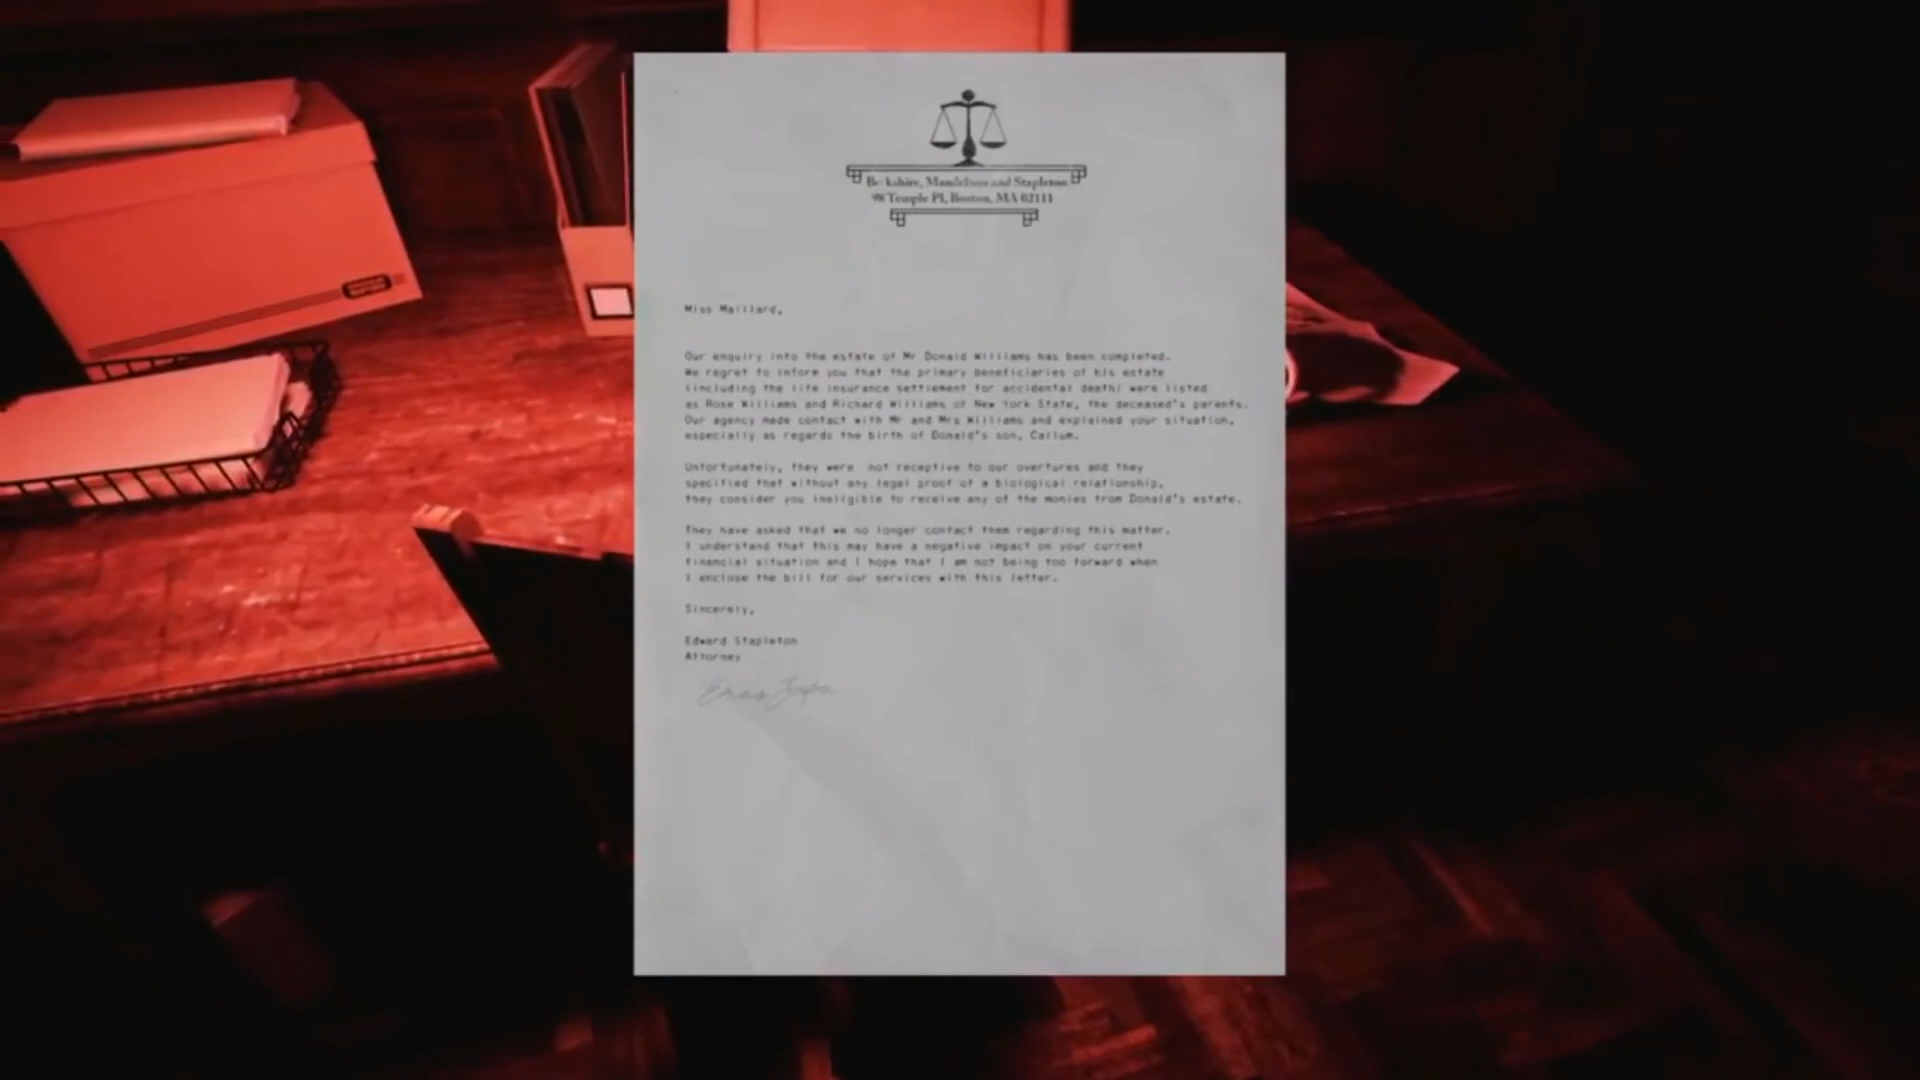 Berkshire, Mandelson and Stapleton
98 Temple Pl, Boston, MA 02111
Miss Maillard,
Our enquiry into the estate of Mr Donald Williams has been completed.
We regret to inform you that the primary beneficiaries of his estate
(including the life insurance settlement for accidental death) were listed
as Rose Williams and Richard Williams of New York State, the deceased's parents.
Our agency made contact with Mr and Mrs Williams and explained your situation,
especially as regards the birth of Donald's son, Callum.
Unfortunately, they were not receptive to our overtures and they
specified that without any legal proof of a biological relationship,
they consider you ineligible to receive any of the monies from Donald's estate.
They have asked that we no longer contact them regarding this matter.
I understand that this may have a negative impact on your current
financial situation and I hope that I am not being too forward when
I enclose the bill for our services with this letter.
Sincerely,
Edward Stapleton
Attorney